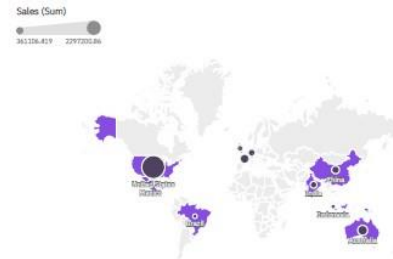 Sales (Sum)
361106.419 2297200.86
United States
Mexico
China
India
Indonesia
Brazil
Australia